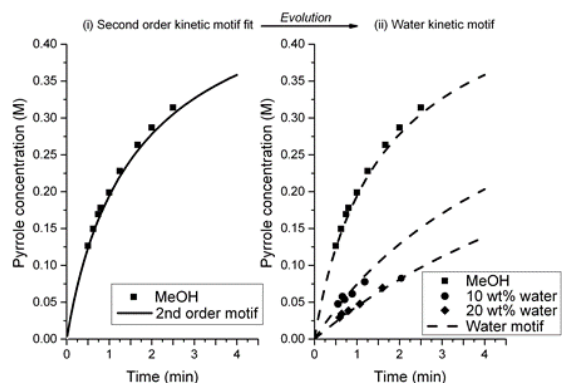 (i) Second order kinetic motif fit
Evolution
(ii) Water kinetic motif
Pyrrole concentration (M)
0.40
0.35
0.30
0.25
0.20
0.15
0.10
0.05
0.00
0 1 2 3 4
Time (min)
MeOH
2nd order motif
Pyrrole concentration (M)
0.40
0.35
0.30
0.25
0.20
0.15
0.10
0.05
0.00
0 1 2 3 4
Time (min)
MeOH
10 wt% water
20 wt% water
Water motif